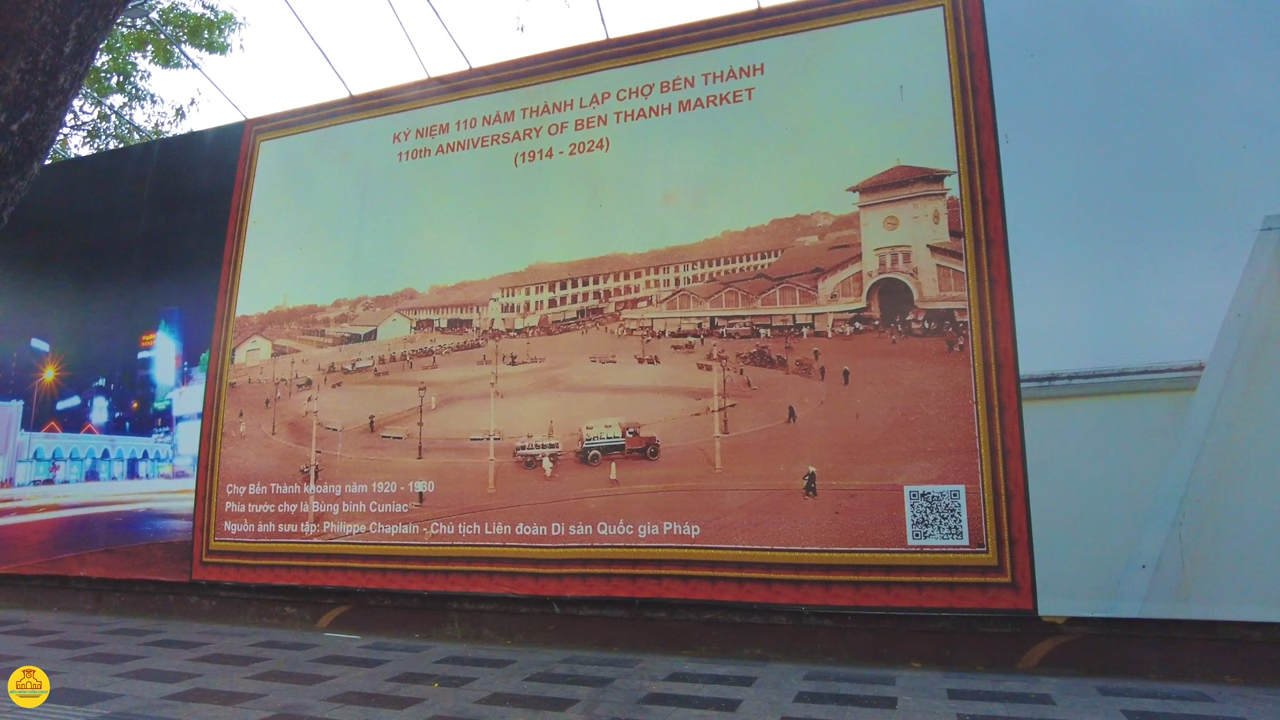 KỶ NIỆM 110 NĂM THÀNH LẬP CHỢ BẾN THÀNH
110th ANNIVERSARY OF BEN THANH MARKET
(1914 - 2024)
SHELL
Chợ Bến Thành khoảng năm 1920 - 1930
Phía trước chợ là Bùng binh Cuniac
Nguồn ảnh sưu tập: Philippe Chaplain - Chủ tịch Liên đoàn Di sản Quốc gia Pháp